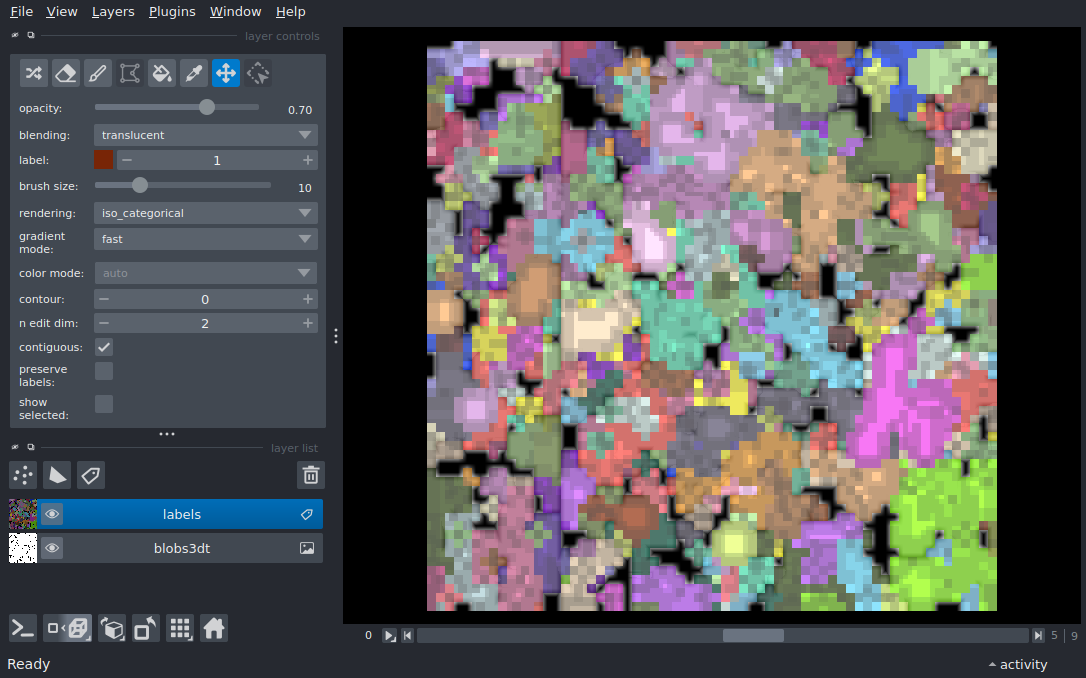 File View Layers Plugins Window Help
layer controls
opacity: 0.70
blending: translucent
label: 1
brush size: 10
rendering: iso_categorical
gradient
mode: fast
color mode: auto
contour: 0
n edit dim: 2
contiguous:
preserve
labels:
show
selected:
layer list
labels
blobs3dt
0 5 9
Ready activity